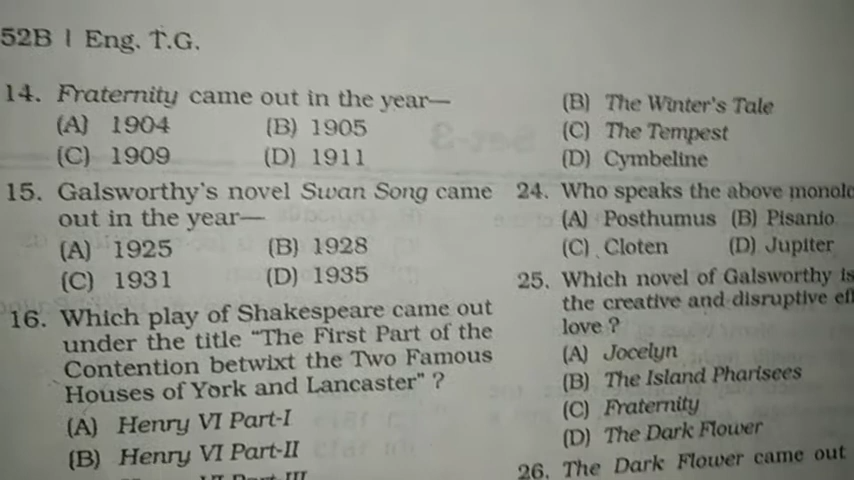 52B | Eng. T.G.
14. Fraternity came out in the year—
(A) 1904 (B) 1905
(C) 1909 (D) 1911
15. Galsworthy's novel Swan Song came
out in the year—
(A) 1925 (B) 1928
(C) 1931 (D) 1935
16. Which play of Shakespeare came out
under the title "The First Part of the
Contention betwixt the Two Famous
Houses of York and Lancaster" ?
(A) Henry VI Part-I
(B) Henry VI Part-II
(B) The Winter's Tale
(C) The Tempest
(D) Cymbeline
24. Who speaks the above
(A) Posthumus (B) Pisanio
(C) Cloten (D) Jupiter
25. Which novel of Galsworthy is
the creative and disruptive
love ?
(A) Jocelyn
(B) The Island Pharisees
(C) Fraternity
(D) The Dark Flower
26. The Dark Flower came out